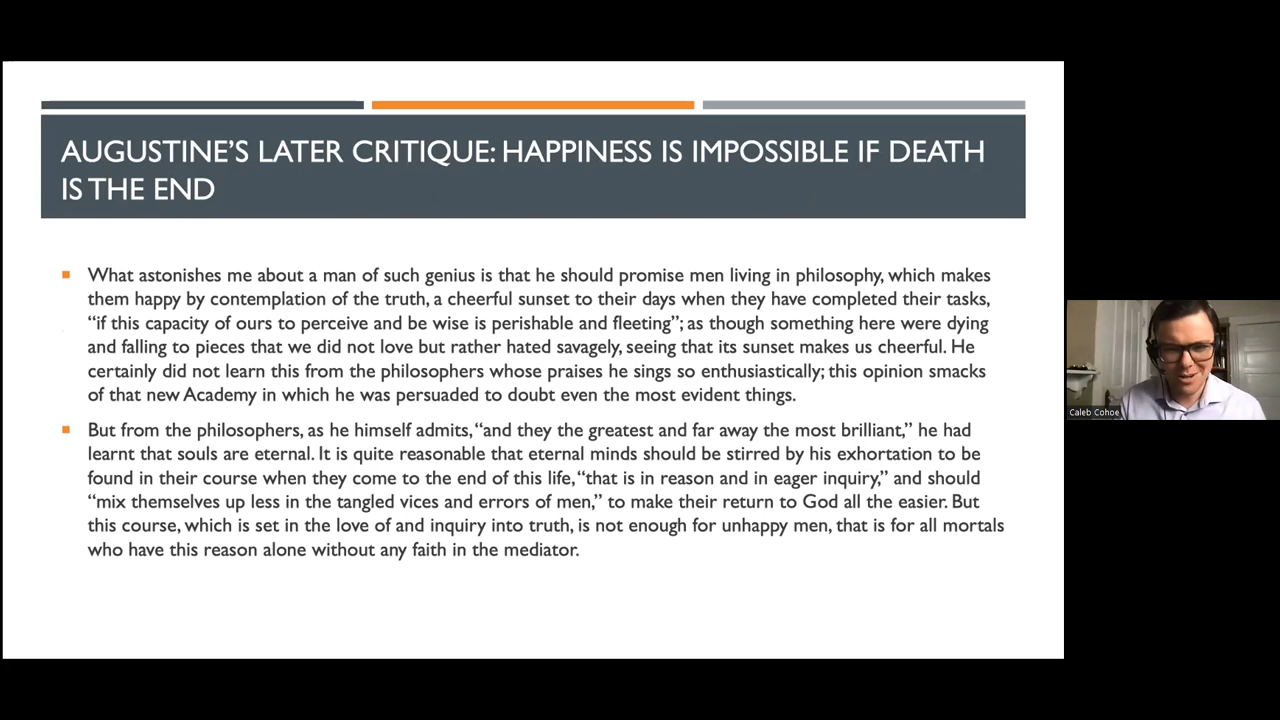 AUGUSTINE'S LATER CRITIQUE: HAPPINESS IS IMPOSSIBLE IF DEATH
IS THE END
What astonishes me about a man of such genius is that he should promise men living in philosophy, which makes
them happy by contemplation of the truth, a cheerful sunset to their days when they have completed their tasks,
“if this capacity of ours to perceive and be wise is perishable and fleeting”; as though something here were dying
and falling to pieces that we did not love but rather hated savagely, seeing that its sunset makes us cheerful. He
certainly did not learn this from the philosophers whose praises he sings so enthusiastically; this opinion smacks
of that new Academy in which he was persuaded to doubt even the most evident things.
But from the philosophers, as he himself admits, “and they the greatest and far away the most brilliant,” he had
learnt that souls are eternal. It is quite reasonable that eternal minds should be stirred by his exhortation to be
found in their course when they come to the end of this life, “that is in reason and in eager inquiry,” and should
“mix themselves up less in the tangled vices and errors of men,” to make their return to God all the easier. But
this course, which is set in the love of and inquiry into truth, is not enough for unhappy men, that is for all mortals
who have this reason alone without any faith in the mediator.
Caleb Cohoe